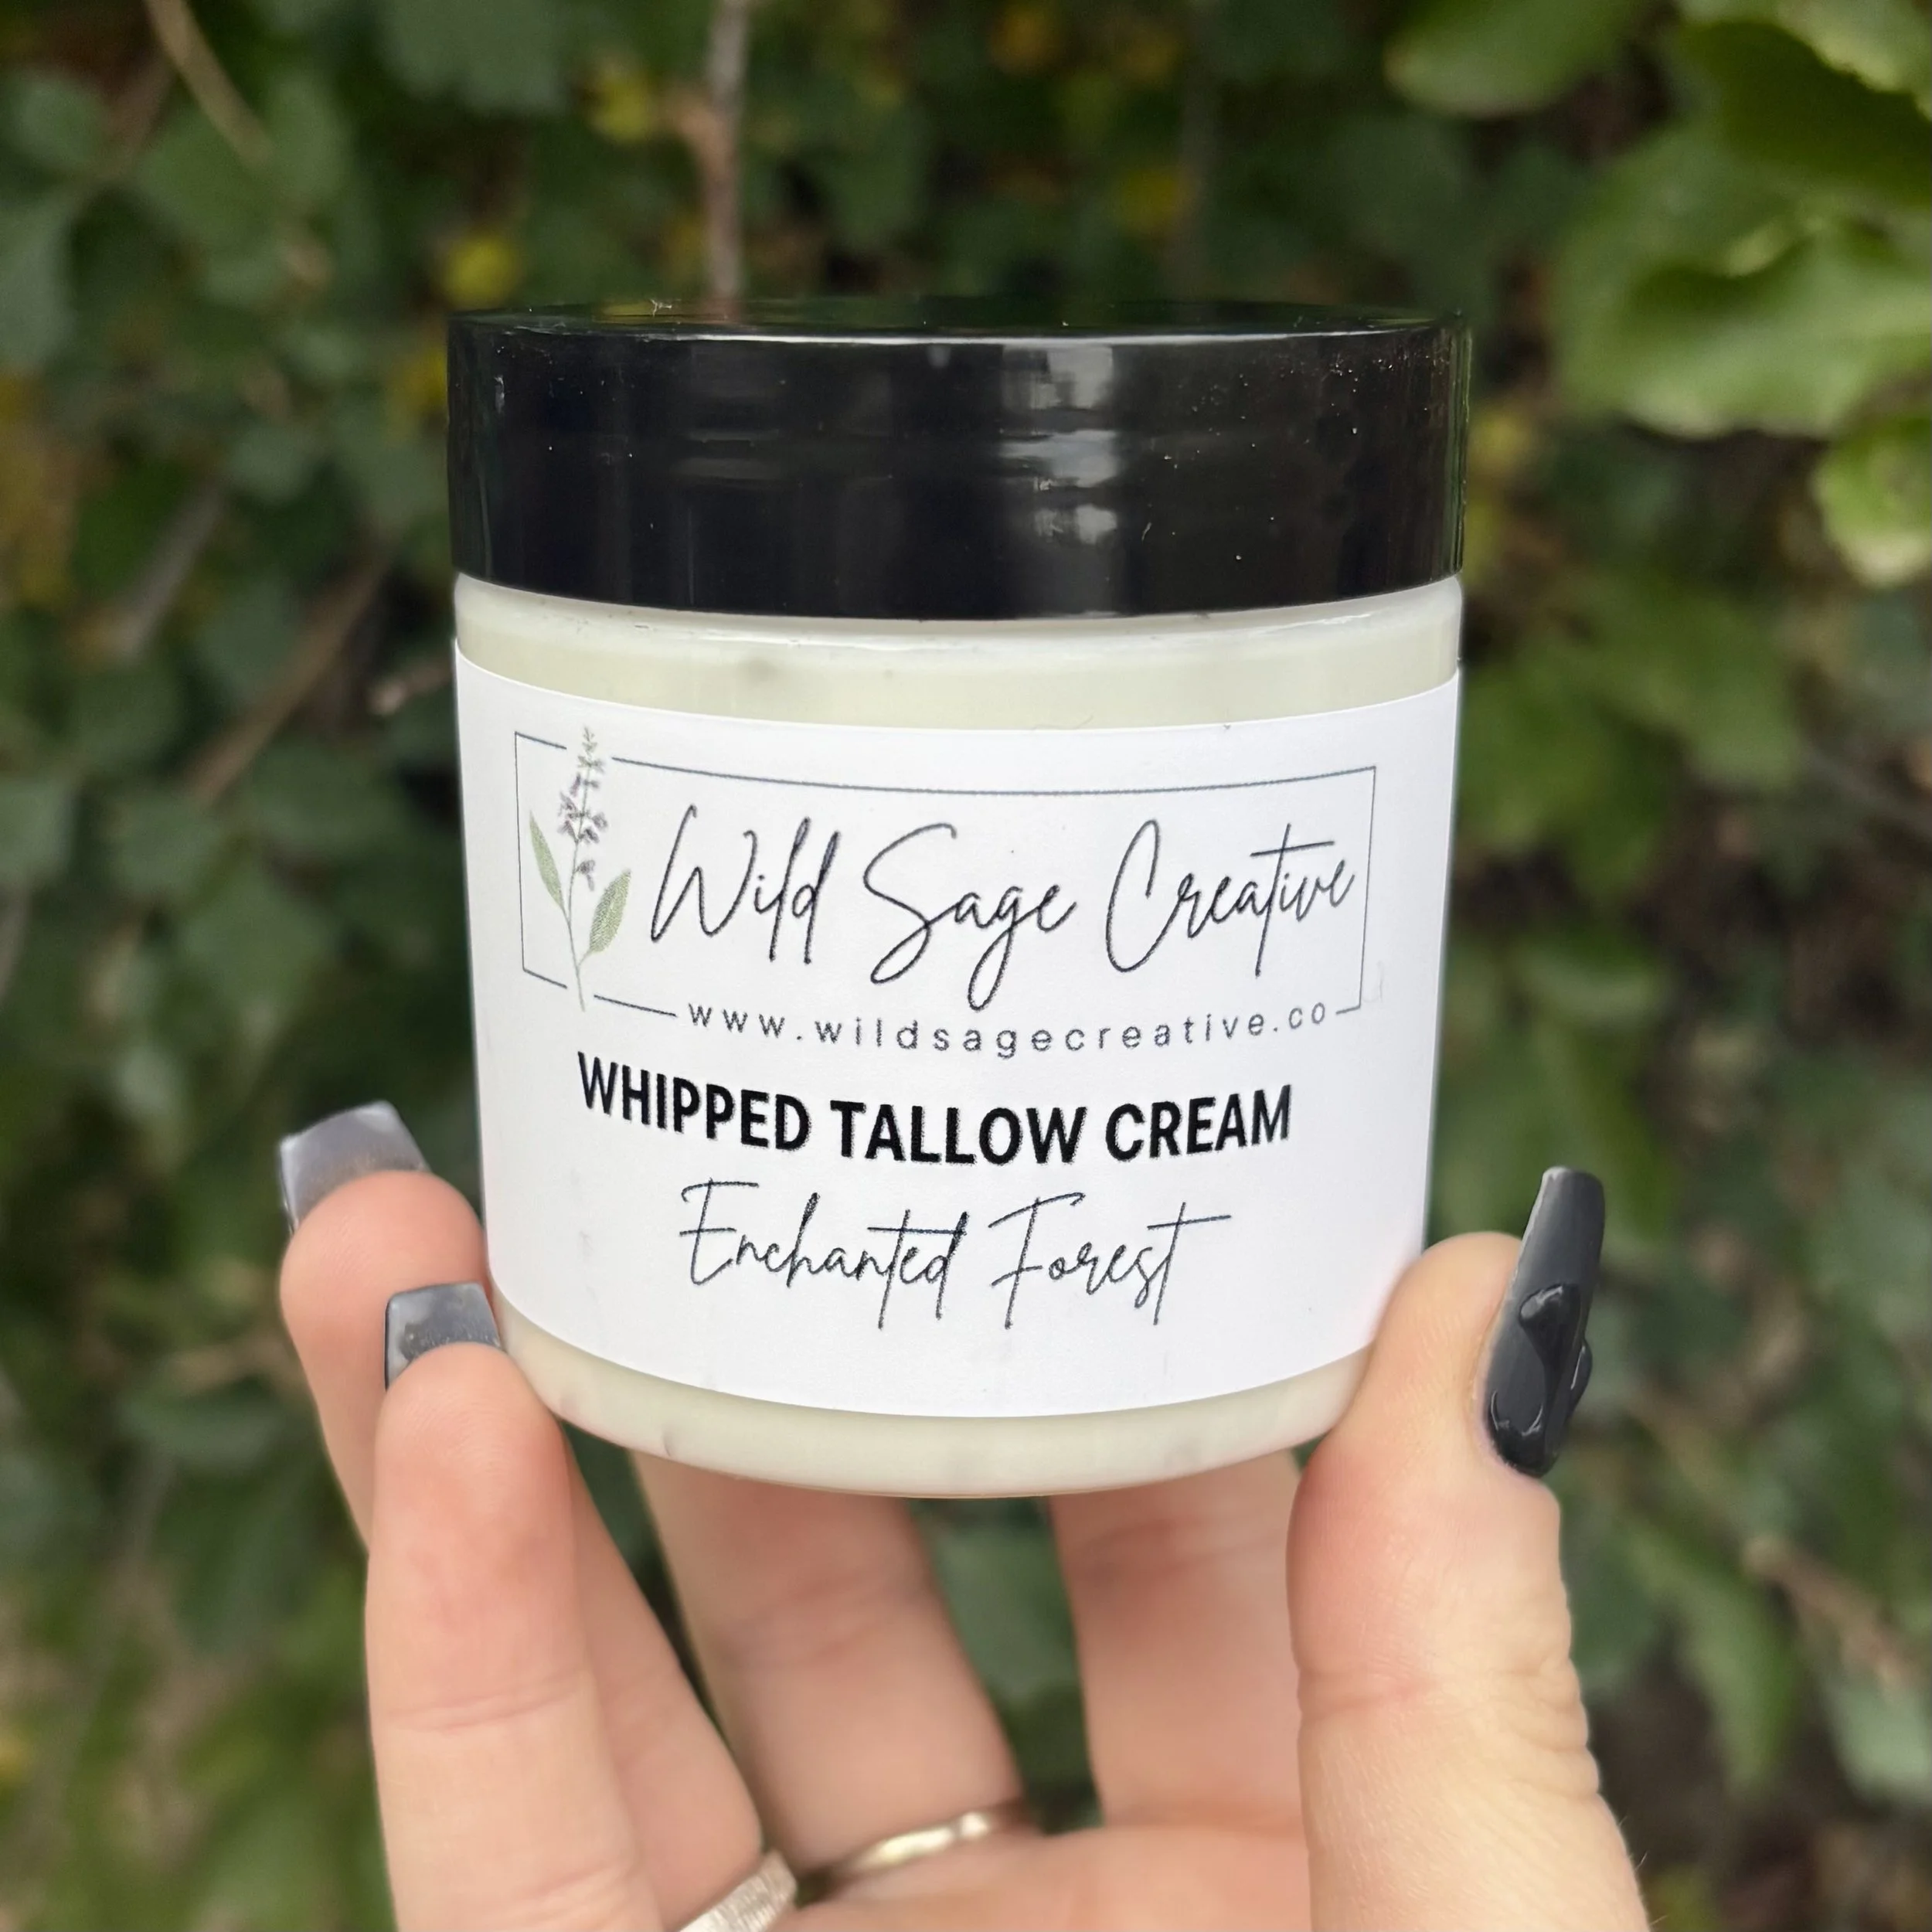 Wild Sage Creative
www.wildsagecreative.co
WHIPPED TALLOW CREAM
Enchanted Forest